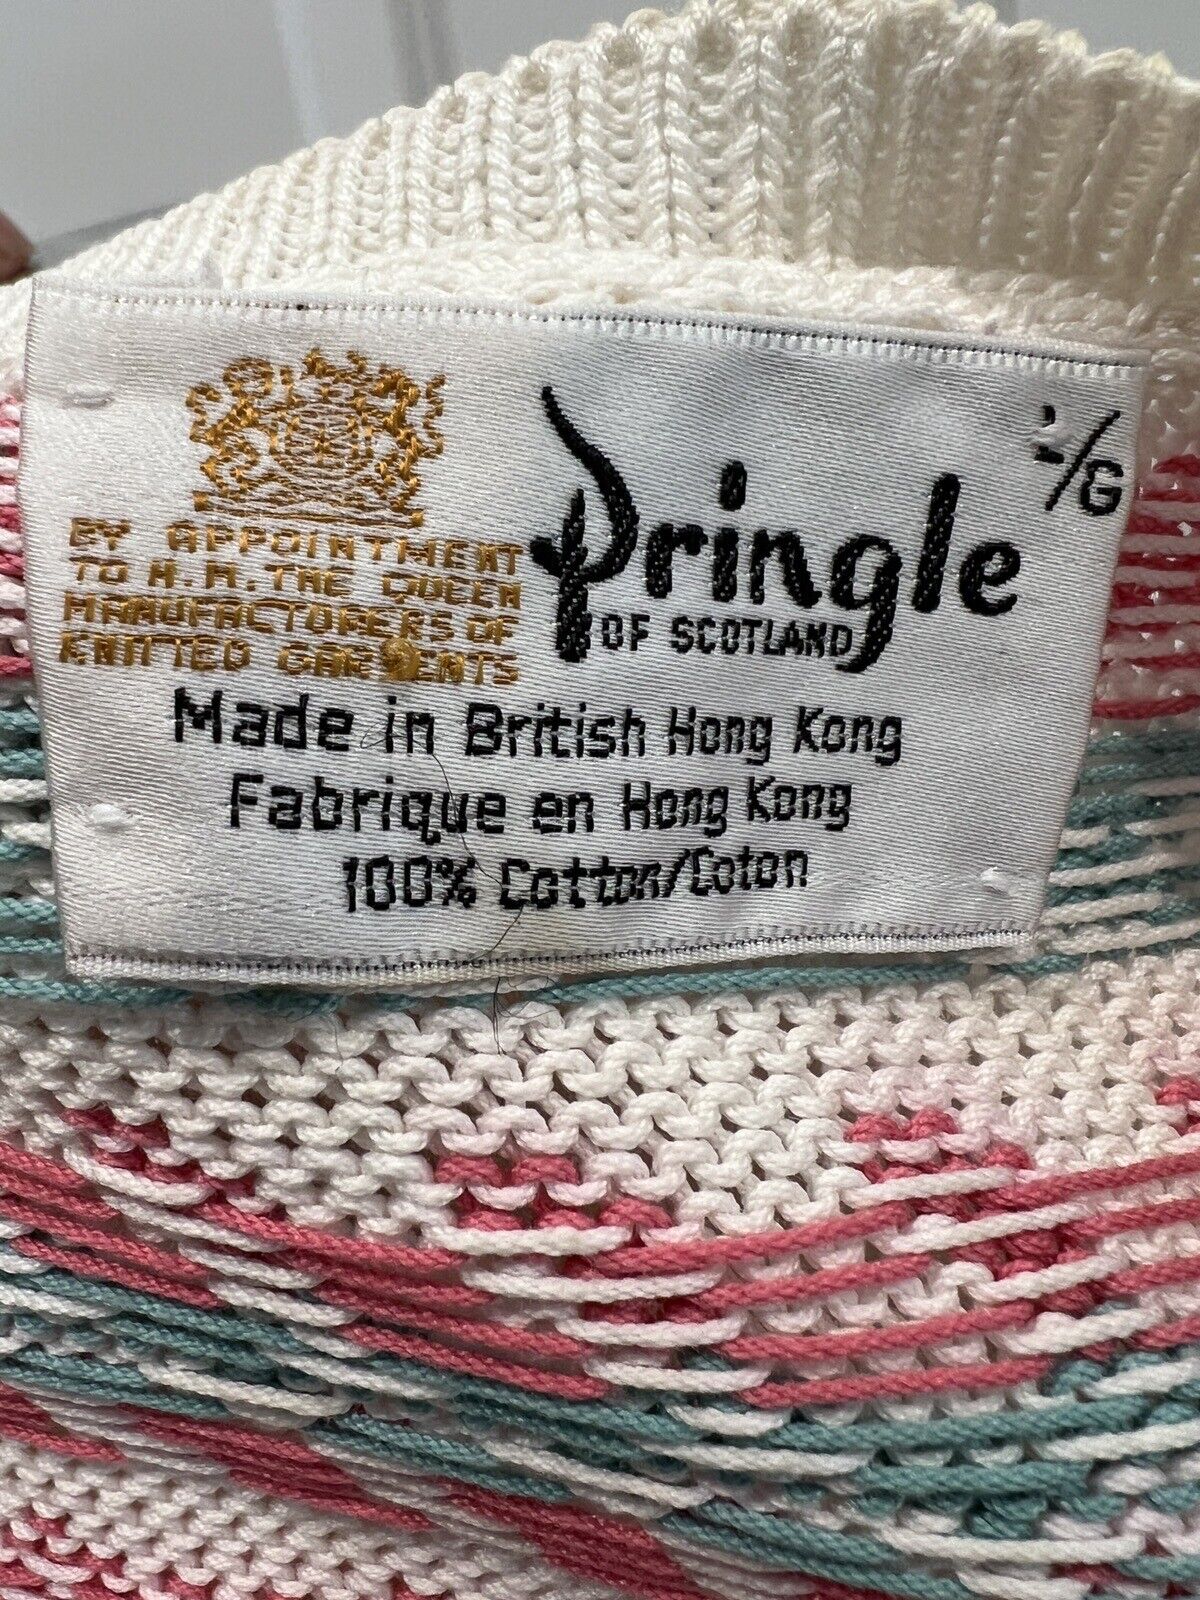 BY APPOINTMENT
TO H.M. THE QUEEN
MANUFACTURERS OF
KNITTED GARMENTS
Pringle
OF SCOTLAND
L/G
Made in British Hong Kong
Fabrique en Hong Kong
100% Cotton/Coton